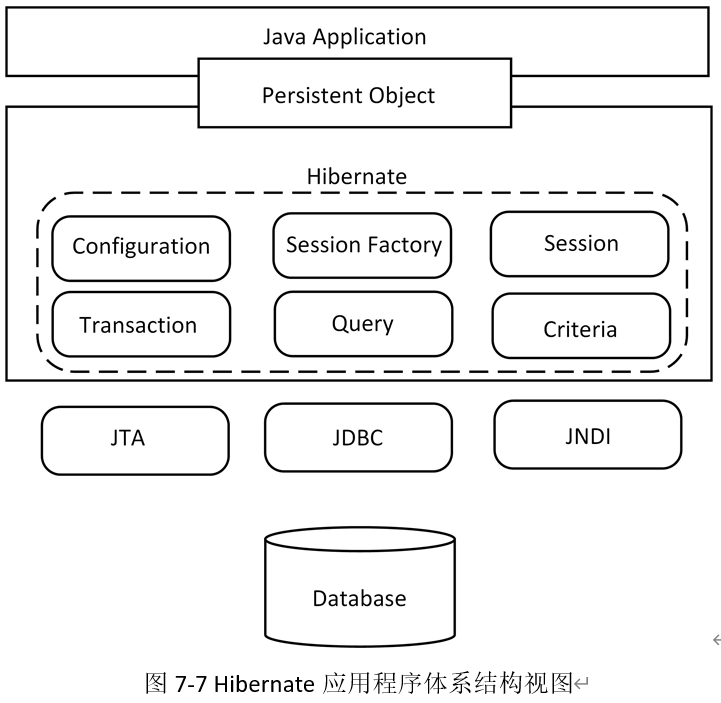 Java Application
Persistent Object
Hibernate
Configuration
Session Factory
Session
Transaction
Query
Criteria
JTA
JDBC
JNDI
Database
图 7-7 Hibernate 应用程序体系结构视图